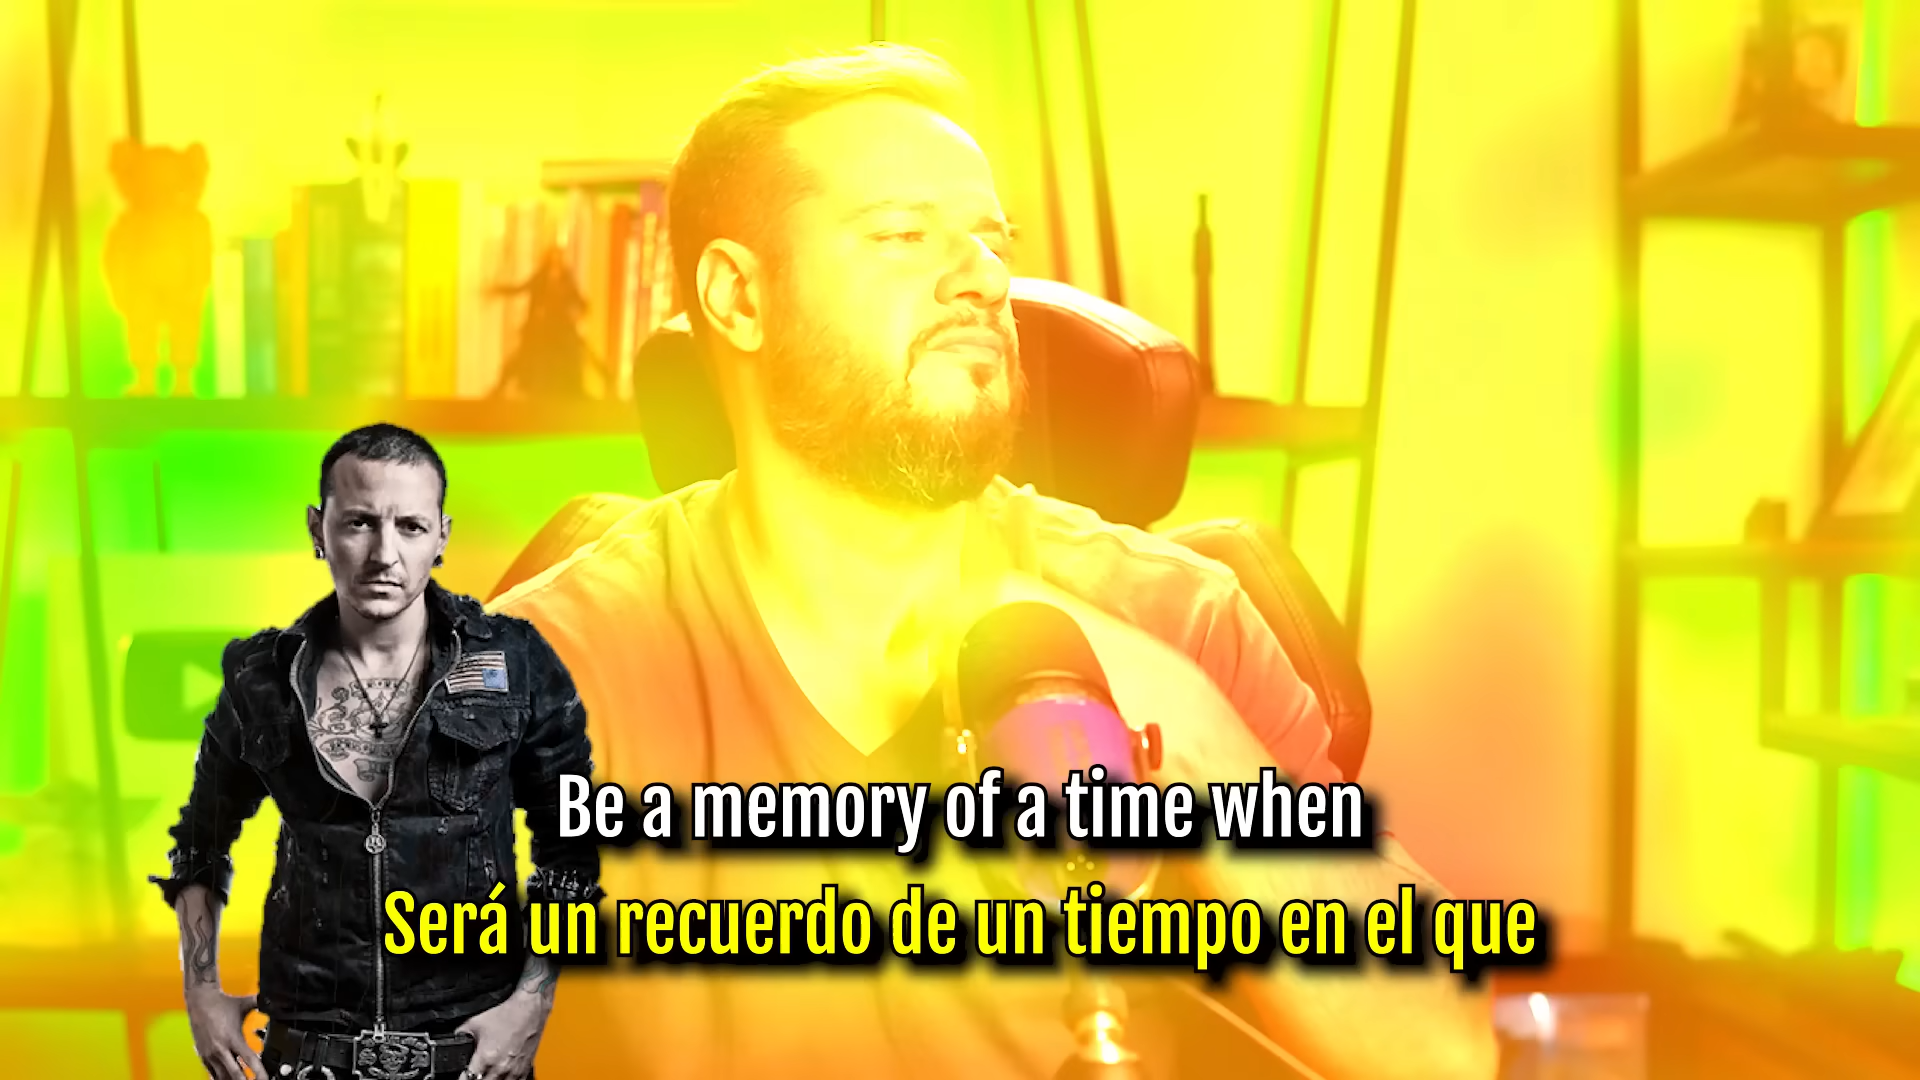 Be a memory of a time when
Será un recuerdo de un tiempo en el que